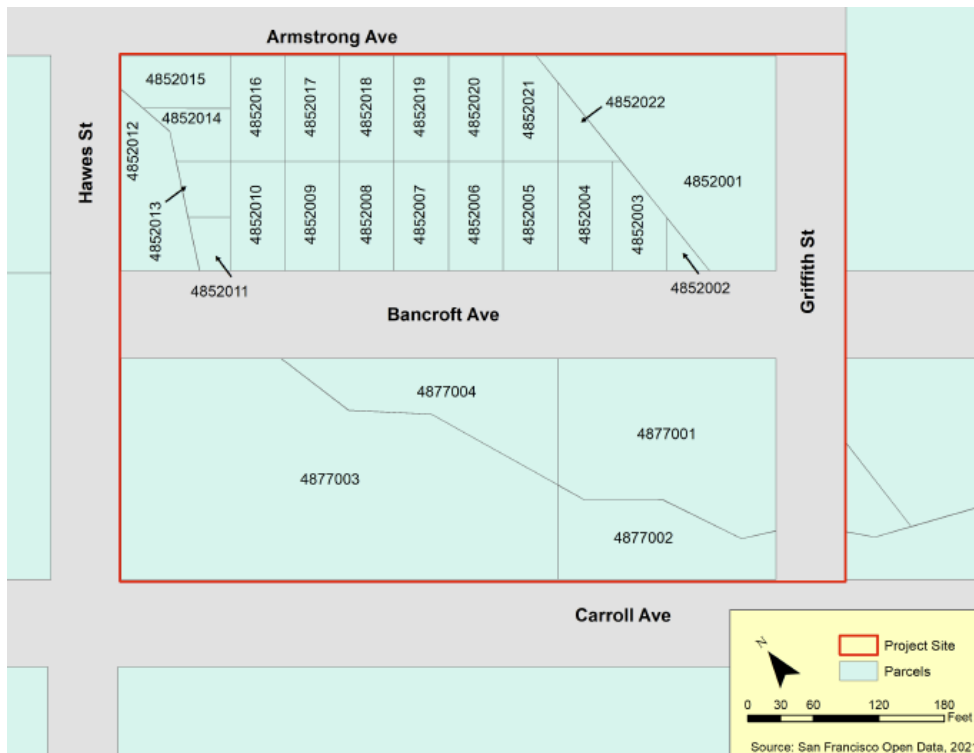 Armstrong Ave
4852015
4852016
4852017
4852018
4852019
4852020
4852021
4852022
4852014
4852012
Hawes St
4852001
4852013
4852010
4852009
4852008
4852007
4852006
4852005
4852004
4852003
Griffith St
4852011
4852002
Bancroft Ave
4877004
4877001
4877003
4877002
Carroll Ave
N
Project Site
Parcels
0 30 60 120 180
Feet
Source: San Francisco Open Data, 202